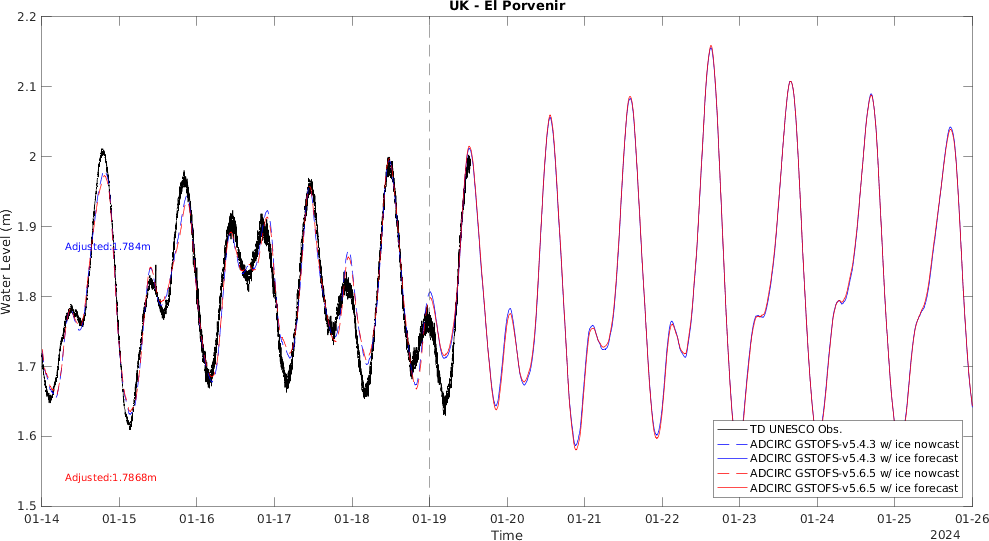 UK - El Porvenir
2.2
2.1
2
1.9
1.8
1.7
1.6
1.5
Water Level (m)
Adjusted:1.784m
Adjusted:1.7868m
TD UNESCO Obs.
ADCIRC GSTOFS-v5.4.3 w/ ice nowcast
ADCIRC GSTOFS-v5.4.3 w/ ice forecast
ADCIRC GSTOFS-v5.6.5 w/ ice nowcast
ADCIRC GSTOFS-v5.6.5 w/ ice forecast
01-14 01-15 01-16 01-17 01-18 01-19 01-20 01-21 01-22 01-23 01-24 01-25 01-26
Time
2024